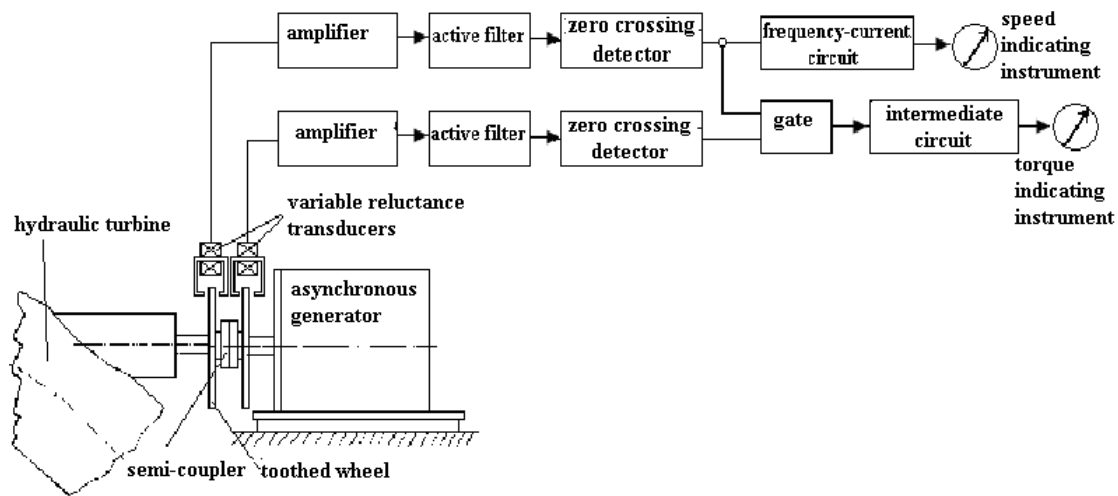 amplifier
active filter
zero crossing
detector
frequency-current
circuit
speed
indicating
instrument
amplifier
active filter
zero crossing
detector
gate
intermediate
circuit
torque
indicating
instrument
variable reluctance
transducers
hydraulic turbine
asynchronous
generator
semi-coupler
toothed wheel